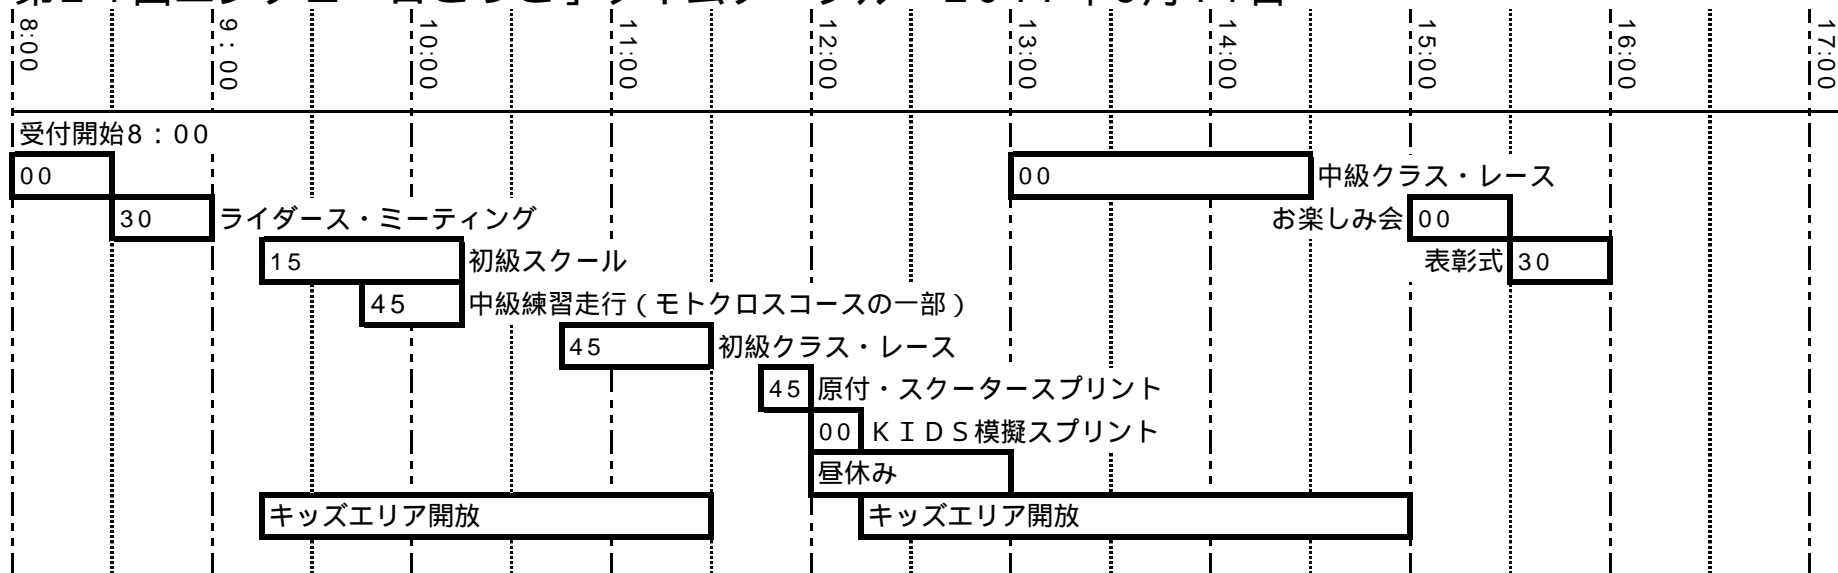 8:00 9:00 10:00 11:00 12:00 13:00 14:00 15:00 16:00 17:00
受付開始8:00
00 00 中級クラス・レース
30 ライダース・ミーティング お楽しみ会 00
15 初級スクール 表彰式 30
45 中級練習走行(モトクロスコースの一部)
45 初級クラス・レース
45 原付・スクータースプリント
00 KIDS模擬スプリント
昼休み
キッズエリア開放 キッズエリア開放